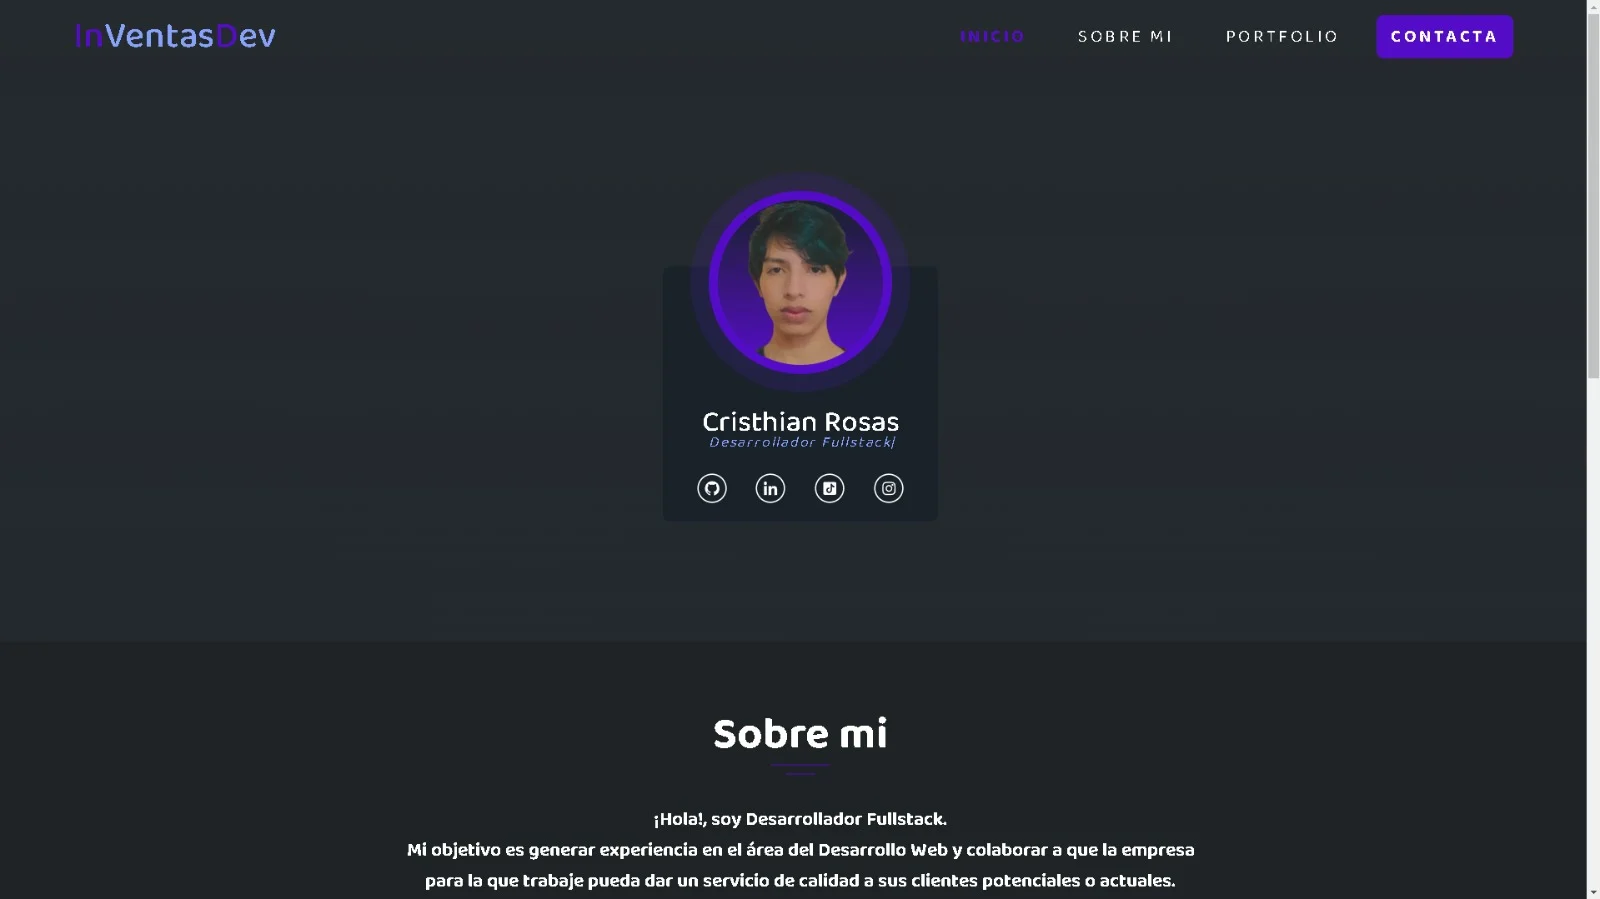 InVentasDev
INICIO
SOBRE MI
PORTFOLIO
CONTACTA
Cristhian Rosas
Desarrollador Fullstack|
Sobre mi
¡Hola!, soy Desarrollador Fullstack.
Mi objetivo es generar experiencia en el área del Desarrollo Web y colaborar a que la empresa
para la que trabaje pueda dar un servicio de calidad a sus clientes potenciales o actuales.